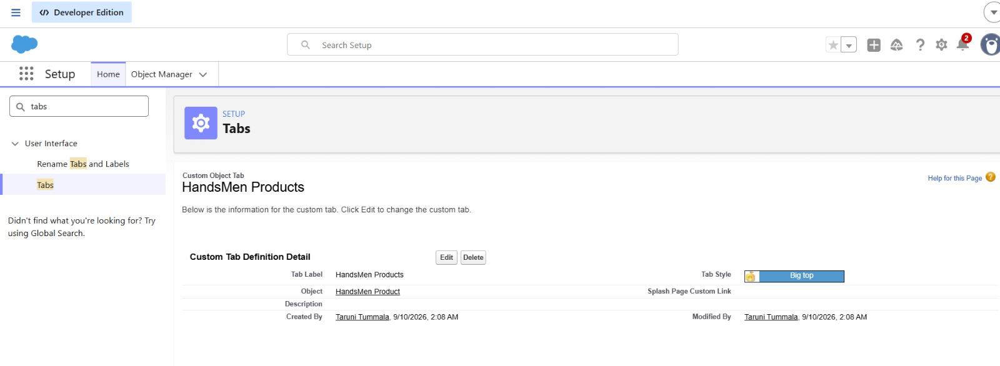 Developer Edition
Search Setup
2
Setup Home Object Manager
tabs
User Interface
Rename Tabs and Labels
Tabs
Didn't find what you're looking for? Try
using Global Search.
SETUP
Tabs
Custom Object Tab
HandsMen Products
Help for this Page ?
Below is the information for the custom tab. Click Edit to change the custom tab.
Custom Tab Definition Detail Edit Delete
Tab Label HandsMen Products Tab Style Big top
Object HandsMen Product Splash Page Custom Link
Description
Created By Taruni Tummala, 9/10/2026, 2:08 AM Modified By Taruni Tummala, 9/10/2026, 2:08 AM